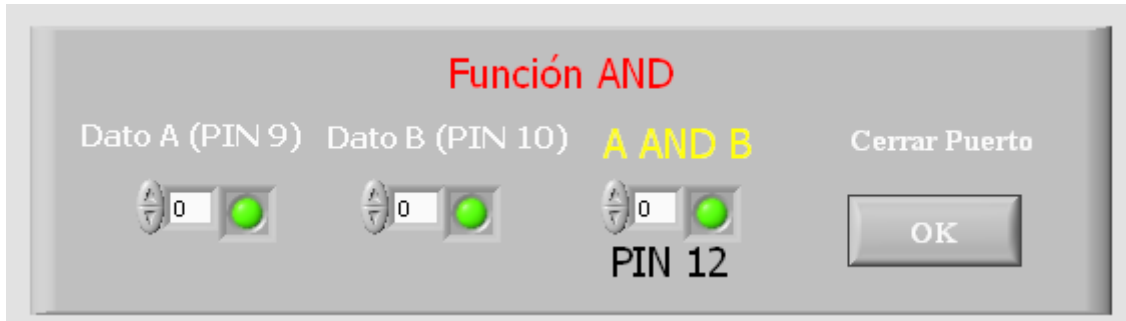 Función AND
Dato A (PIN 9) Dato B (PIN 10) A AND B Cerrar Puerto
0 0 0 OK
PIN 12